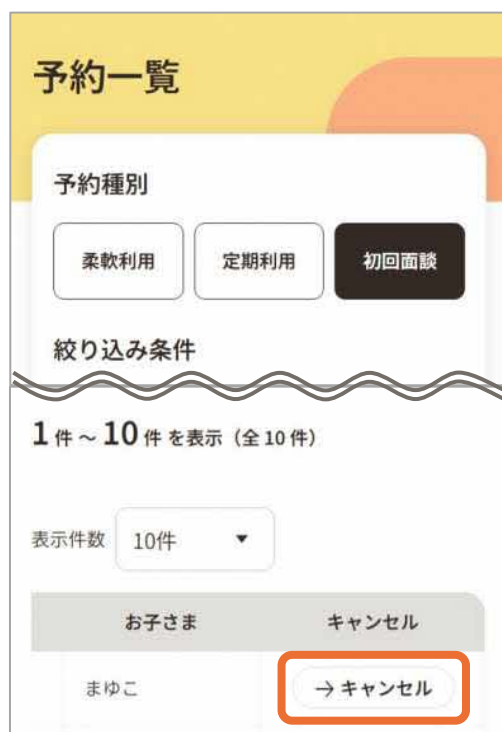 予約一覧
予約種別
柔軟利用 定期利用 初回面談
絞り込み条件
1件～10件を表示（全10件）
表示件数 10件
お子さま キャンセル
まゆこ →キャンセル